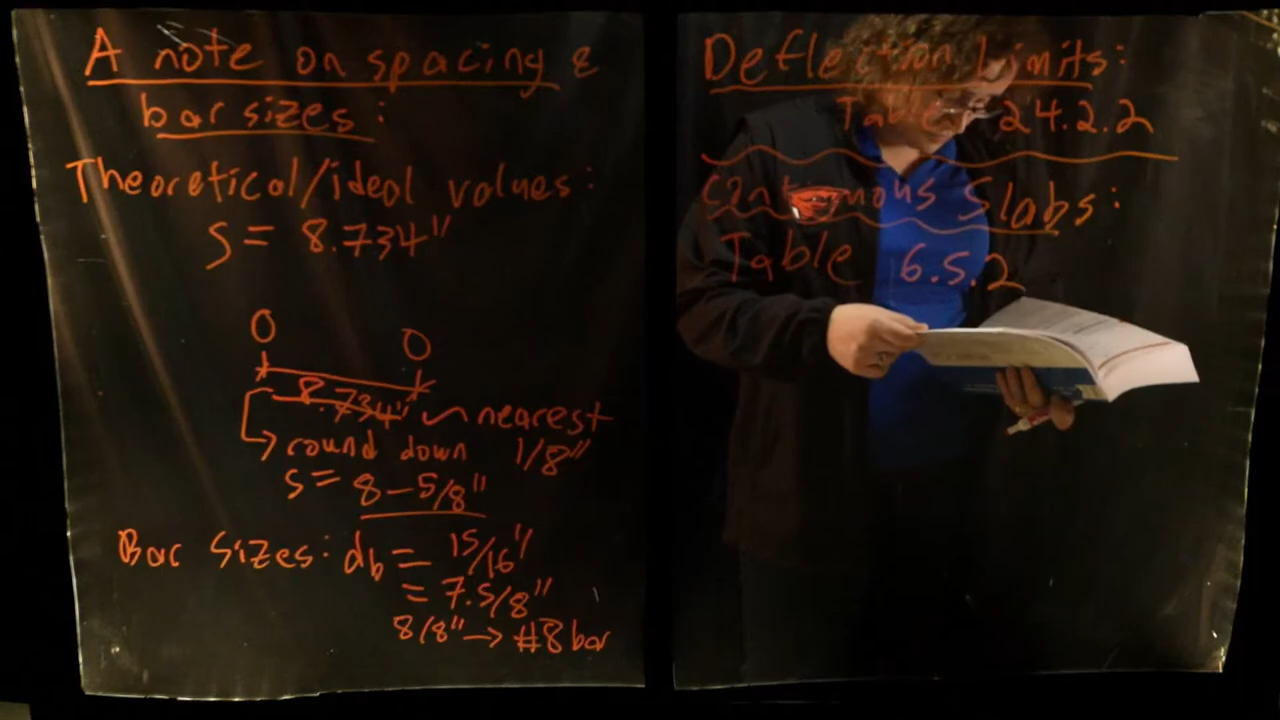 A note on spacing &
bar sizes:
Theoretical/ideal values:
S = 8.734"
8.734"
nearest
round down 1/8"
S = 8-5/8"
Bar Sizes: db = 15/16"
= 7.5/8"
8/8" → #8 bar
Deflection Limits:
Table 24.2.2
Continuous Slabs:
Table 6.5.2